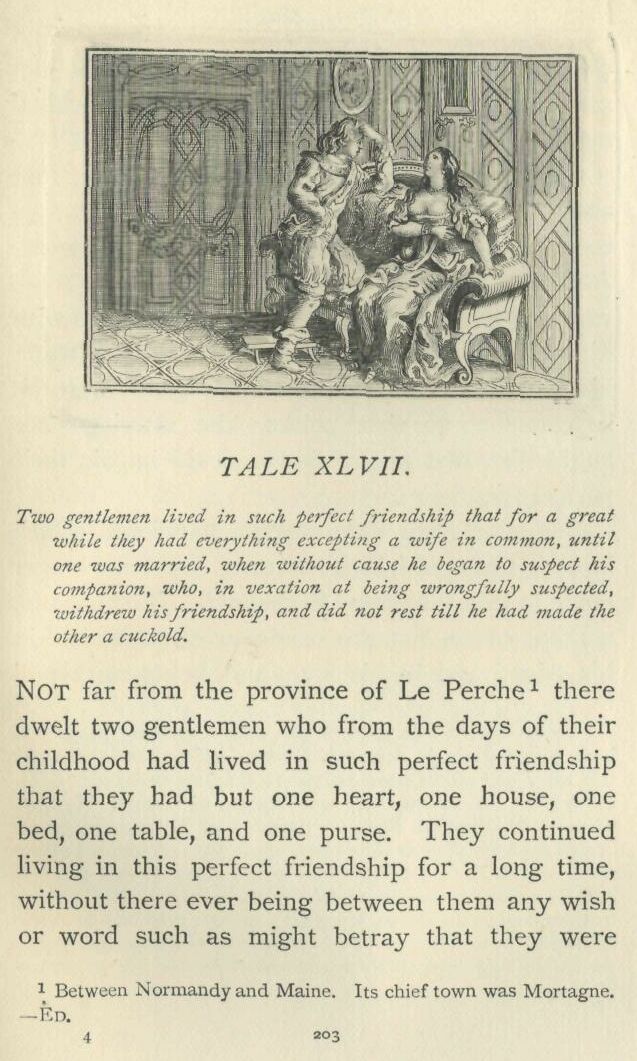 TALE XLVII.
Two gentlemen lived in such perfect friendship that for a great
while they had everything excepting a wife in common, until
one was married, when without cause he began to suspect his
companion, who, in vexation at being wrongfully suspected,
withdrew his friendship, and did not rest till he had made the
other a cuckold.
NOT far from the province of Le Perche¹ there
dwelt two gentlemen who from the days of their
childhood had lived in such perfect friendship
that they had but one heart, one house, one
bed, one table, and one purse. They continued
living in this perfect friendship for a long time,
without there ever being between them any wish
or word such as might betray that they were
¹ Between Normandy and Maine. Its chief town was Mortagne.
—ED.
4 203